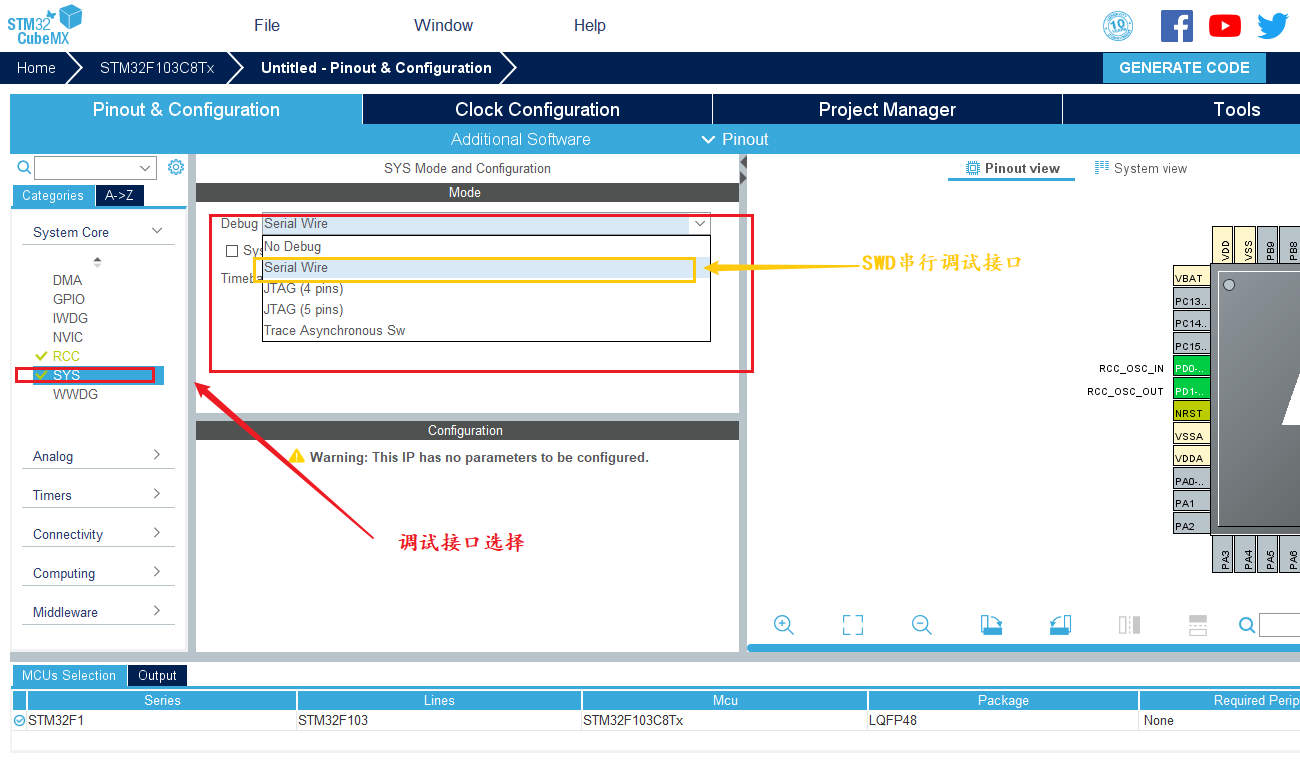 STM32
CubeMX
File
Window
Help
10
Home
STM32F103C8Tx
Untitled - Pinout & Configuration
GENERATE CODE
Pinout & Configuration
Clock Configuration
Project Manager
Tools
Additional Software
Pinout
Categories
A->Z
System Core
DMA
GPIO
IWDG
NVIC
RCC
SYS
WWDG
Analog
Timers
Connectivity
Computing
Middleware
SYS Mode and Configuration
Mode
Debug Serial Wire
Sys
No Debug
Serial Wire
Timeba
JTAG (4 pins)
JTAG (5 pins)
Trace Asynchronous Sw
SWD串行调试接口
Configuration
Warning: This IP has no parameters to be configured.
调试接口选择
Pinout view
System view
VDD
VSS
PB9
PB8
VBAT
PC13..
PC14..
PC15..
RCC_OSC_IN
PD0-..
RCC_OSC_OUT
PD1-..
NRST
VSSA
VDDA
PA0-..
PA1
PA2
PA3
PA4
PA5
PA6
MCUs Selection
Output
Series
Lines
Mcu
Package
Required Perip
STM32F1
STM32F103
STM32F103C8Tx
LQFP48
None